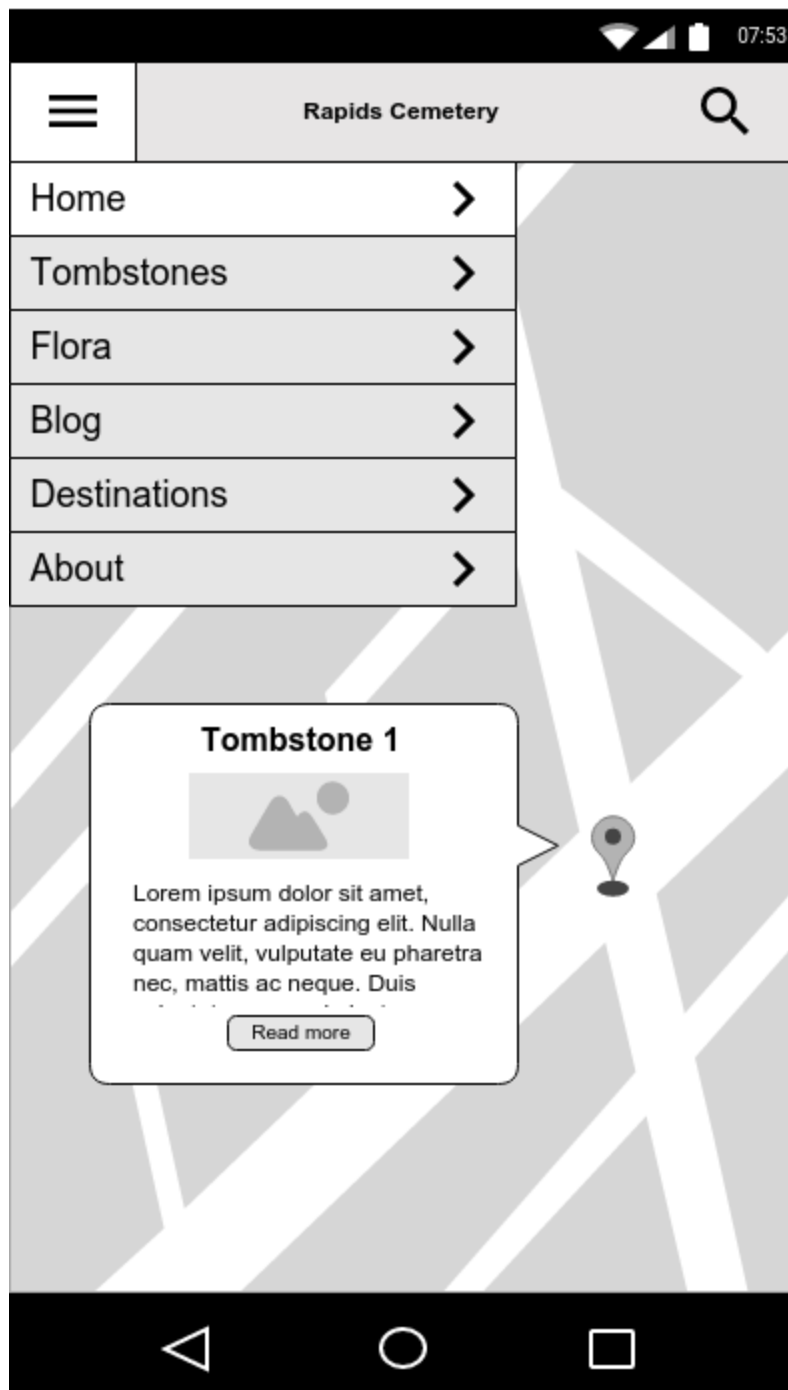 07:53
Rapids Cemetery
Home
Tombstones
Flora
Blog
Destinations
About
Tombstone 1
Lorem ipsum dolor sit amet,
consectetur adipiscing elit. Nulla
quam velit, vulputate eu pharetra
nec, mattis ac neque. Duis
Read more